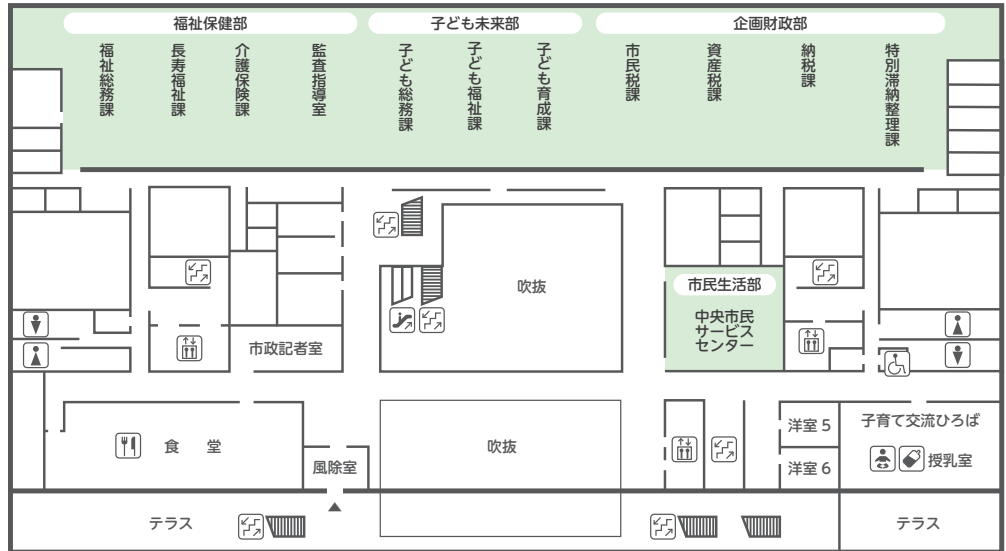 福祉保健部
子ども未来部
企画財政部
福祉総務課
長寿福祉課
介護保険課
監査指導室
子ども総務課
子ども福祉課
子ども育成課
市民税課
資産税課
納税課
特別滞納整理課
吹抜
市民生活部
中央市民
サービス
センター
市政記者室
食 堂
風除室
吹抜
洋室 5
洋室 6
子育て交流ひろば
授乳室
テラス
テラス